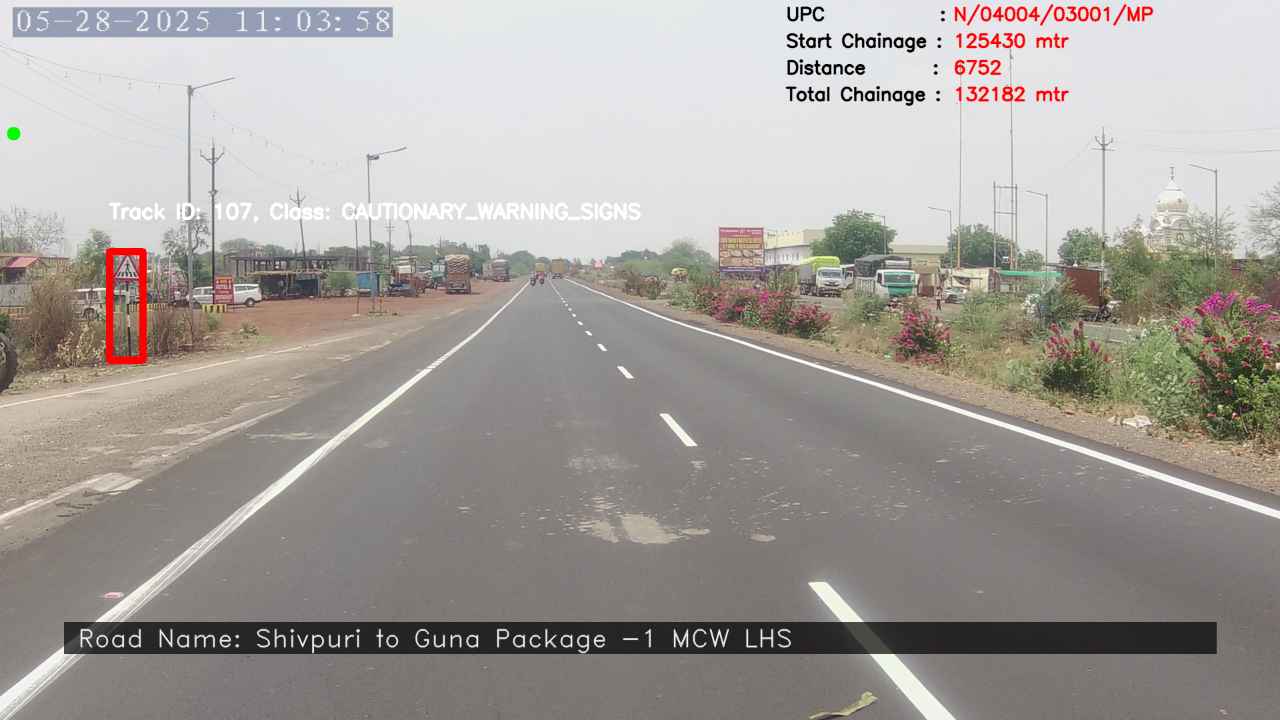 05-28-2025 11:03:58
UPC : N/04004/03001/MP
Start Chainage : 125430 mtr
Distance : 6752
Total Chainage : 132182 mtr
Track ID: 107, Class: CAUTIONARY_WARNING_SIGNS
Road Name: Shivpuri to Guna Package -1 MCW LHS